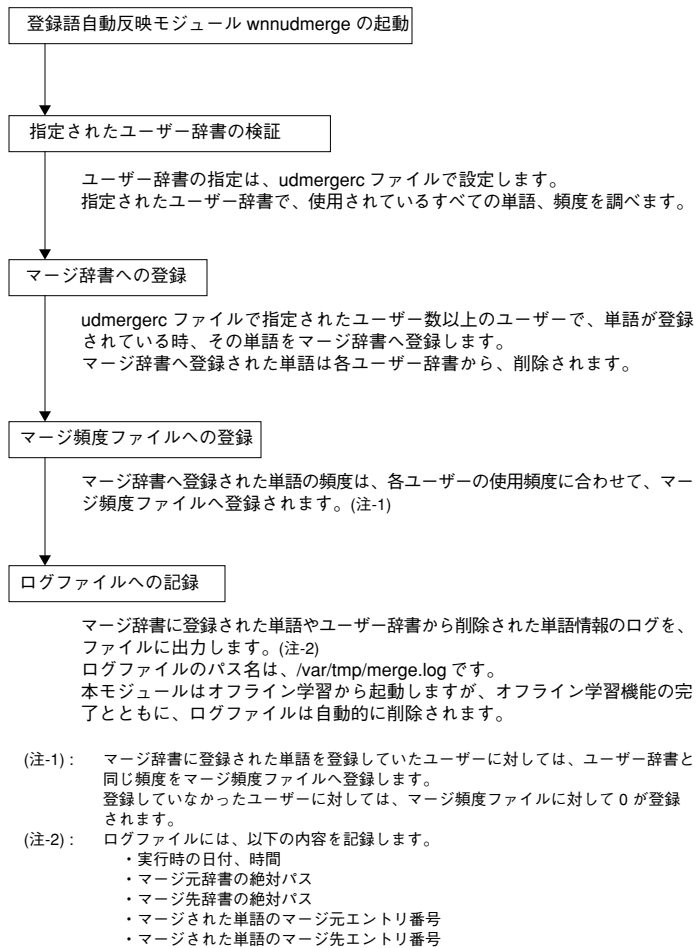 登録語自動反映モジュール wnnudmerge の起動
指定されたユーザー辞書の検証
ユーザー辞書の指定は、udmergerc ファイルで設定します。
指定されたユーザー辞書で、使用されているすべての単語、頻度を調べます。
マージ辞書への登録
udmergerc ファイルで指定されたユーザー数以上のユーザーで、単語が登録
されている時、その単語をマージ辞書へ登録します。
マージ辞書へ登録された単語は各ユーザー辞書から、削除されます。
マージ頻度ファイルへの登録
マージ辞書へ登録された単語の頻度は、各ユーザーの使用頻度に合わせて、マー
ジ頻度ファイルへ登録されます。(注-1)
ログファイルへの記録
マージ辞書に登録された単語やユーザー辞書から削除された単語情報のログを、
ファイルに出力します。(注-2)
ログファイルのパス名は、/var/tmp/merge.log です。
本モジュールはオフライン学習から起動しますが、オフライン学習機能の完
了とともに、ログファイルは自動的に削除されます。
(注-1)： マージ辞書に登録された単語を登録していたユーザーに対しては、ユーザー辞書と
同じ頻度をマージ頻度ファイルへ登録します。
登録していなかったユーザーに対しては、マージ頻度ファイルに対して 0 が登録
されます。
(注-2)： ログファイルには、以下の内容を記録します。
・実行時の日付、時間
・マージ元辞書の絶対パス
・マージ先辞書の絶対パス
・マージされた単語のマージ元エントリ番号
・マージされた単語のマージ先エントリ番号